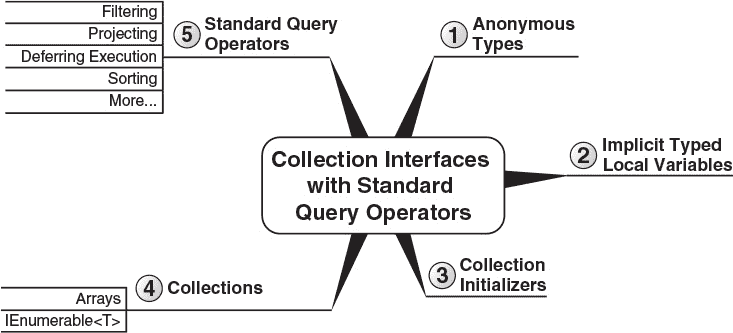 Collection Interfaces
with Standard
Query Operators
1 Anonymous
Types
2 Implicit Typed
Local Variables
3 Collection
Initializers
4 Collections
Arrays
IEnumerable<T>
5 Standard Query
Operators
Filtering
Projecting
Deferring Execution
Sorting
More...